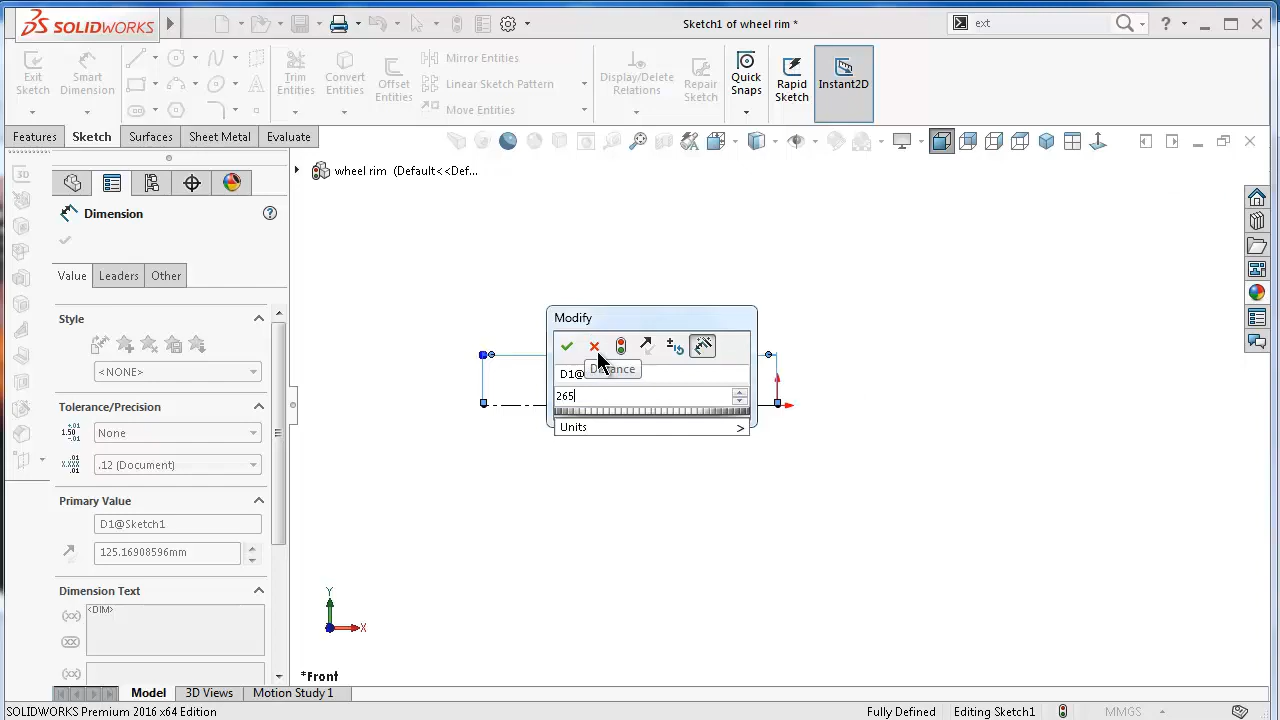 SOLIDWORKS
Sketch1 of wheel rim *
ext
?
Exit Sketch
Smart Dimension
Trim Entities
Convert Entities
Offset Entities
Mirror Entities
Linear Sketch Pattern
Move Entities
Display/Delete Relations
Repair Sketch
Quick Snaps
Rapid Sketch
Instant2D
Features
Sketch
Surfaces
Sheet Metal
Evaluate
wheel rim (Default<<Def...
3D
Dimension
?
Value
Leaders
Other
Style
<NONE>
Tolerance/Precision
None
.12 (Document)
Primary Value
D1@Sketch1
125.16908596mm
Dimension Text
<DIM>
Modify
D1@
Distance
265
Units
>
Y
X
*Front
Model
3D Views
Motion Study 1
SOLIDWORKS Premium 2016 x64 Edition
Fully Defined
Editing Sketch1
MMGS